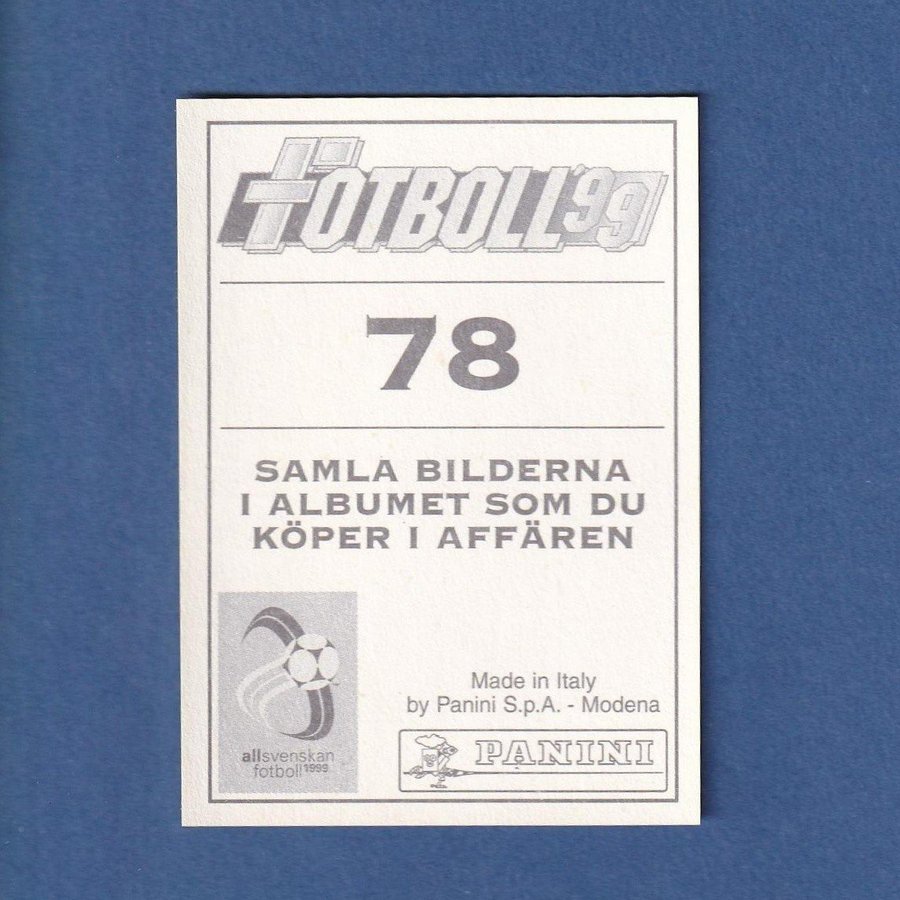 FOTBOLL'99
78
SAMLA BILDERNA
I ALBUMET SOM DU
KÖPER I AFFÄREN
allsvenskan
fotboll 1999
Made in Italy
by Panini S.p.A. - Modena
PANINI